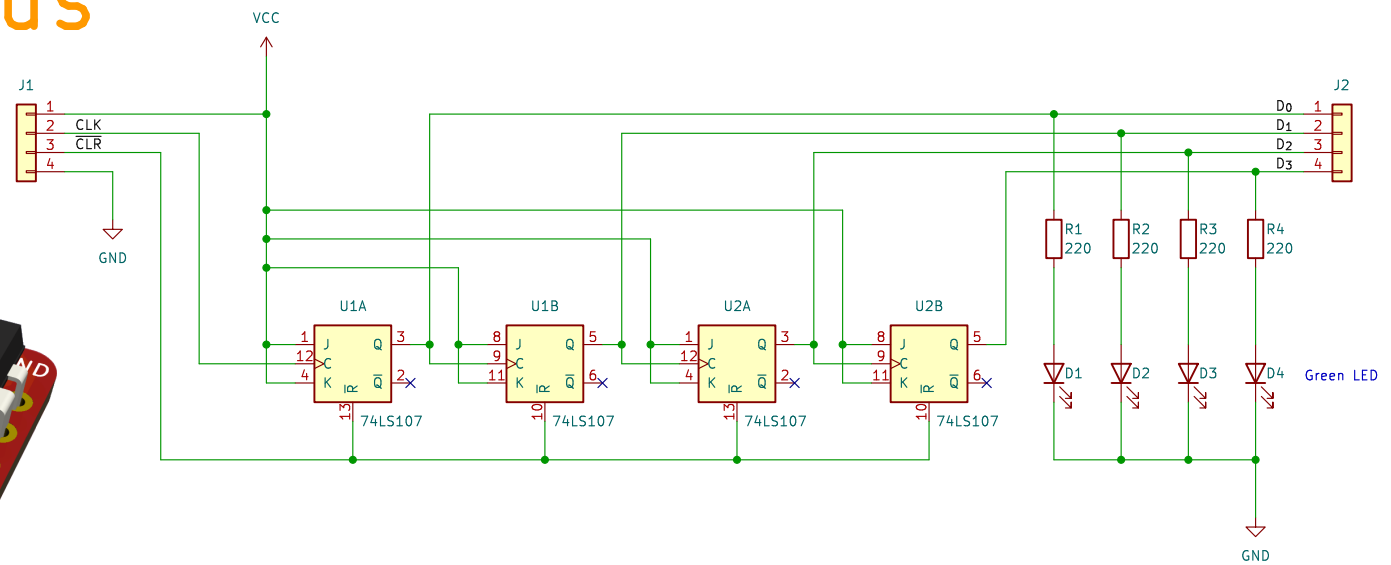 us
VCC
J1
1
2 CLK
3 CLR
4
GND
J2
D0 1
D1 2
D2 3
D3 4
R1
220
R2
220
R3
220
R4
220
U1A
1 J Q 3
12 C
4 K R Q 2
13
74LS107
U1B
8 J Q 5
9 C
11 K R Q 6
10
74LS107
U2A
1 J Q 3
12 C
4 K R Q 2
13
74LS107
U2B
8 J Q 5
9 C
11 K R Q 6
10
74LS107
D1
D2
D3
D4
Green LED
GND
ND